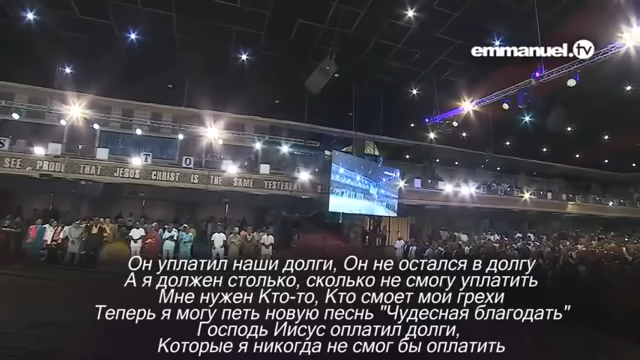 emmanuel.tv
S
T
O
SEE, PROOF THAT JESUS CHRIST IS THE SAME YESTERDAY
Он уплатил наши долги, Он не остался в долгу
А я должен столько, сколько не смогу уплатить
Мне нужен Кто-то, Кто смоет мой грехи
Теперь я могу петь новую песнь "Чудесная благодать"
Господь Иисус оплатил долги,
Которые я никогда не смог бы оплатить